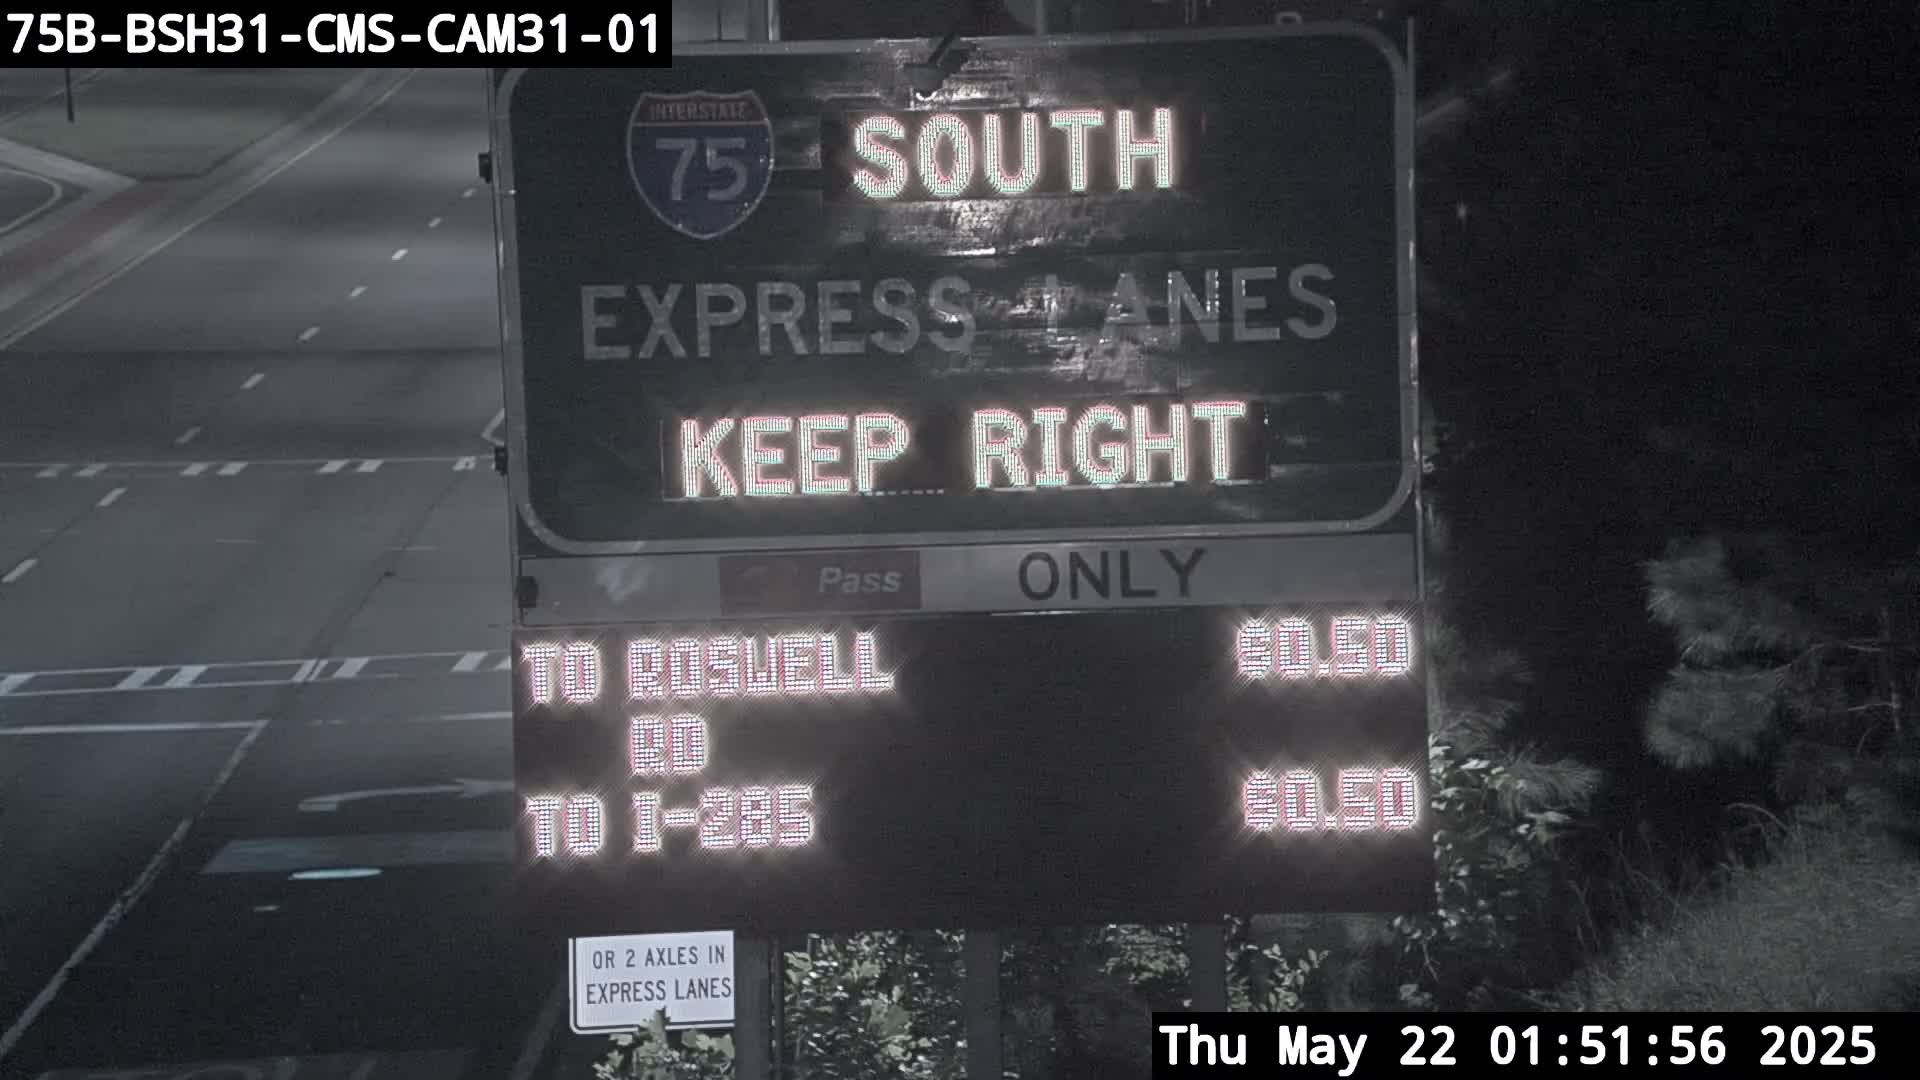 75B-BSH31-CMS-CAM31-01
INTERSTATE
75
SOUTH
EXPRESS LANES
KEEP RIGHT
Pass ONLY
TO ROSWELL $0.50
RD
TO I-285 $0.50
OR 2 AXLES IN
EXPRESS LANES
Thu May 22 01:51:56 2025